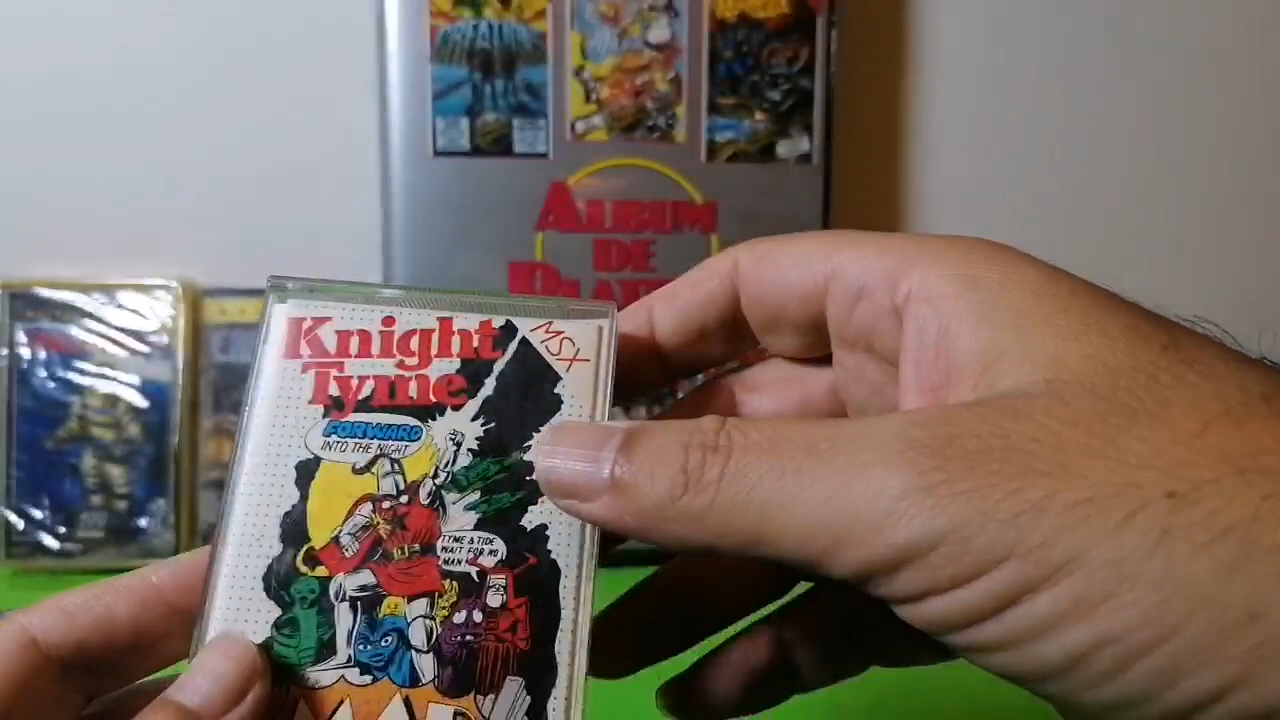 ALBUM
DE
Knight
Tyme
MSX
FORWARD
INTO THE NIGHT
TYME & TIDE
WAIT FOR NO
MAN